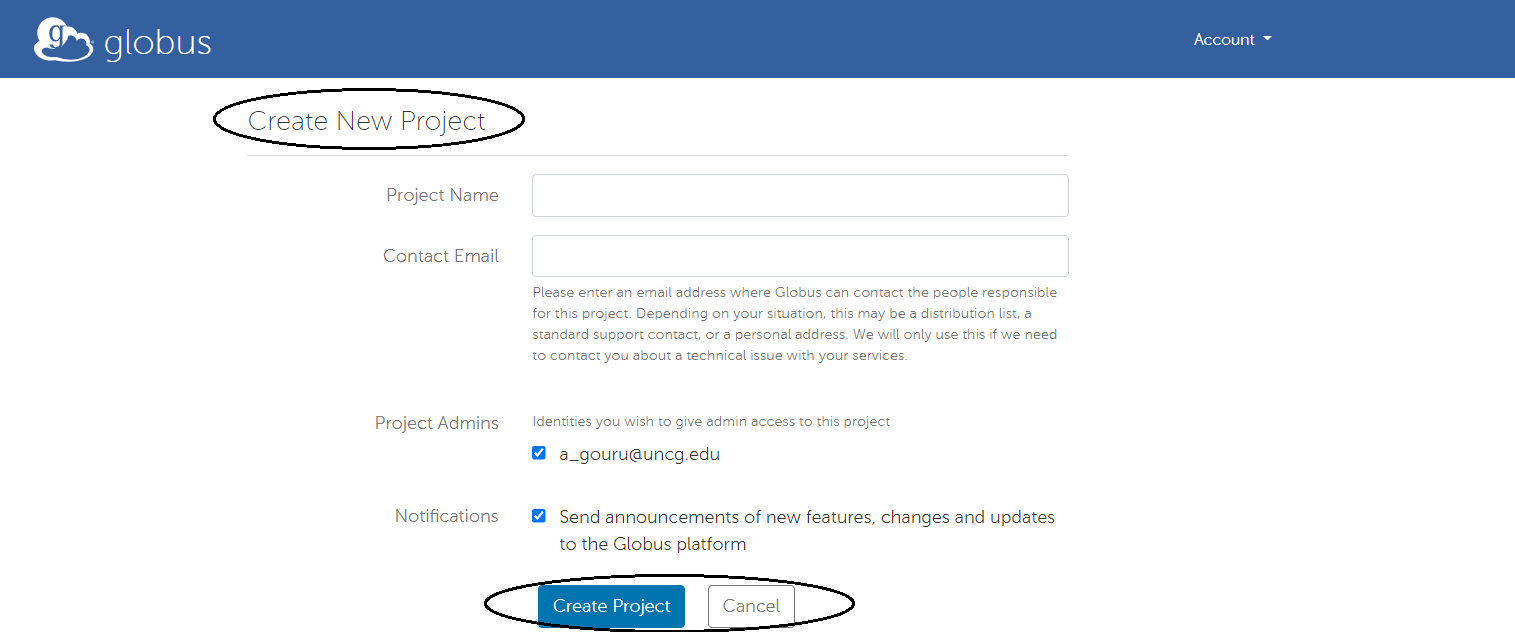 globus
Account
Create New Project
Project Name
Contact Email
Please enter an email address where Globus can contact the people responsible
for this project. Depending on your situation, this may be a distribution list, a
standard support contact, or a personal address. We will only use this if we need
to contact you about a technical issue with your services.
Project Admins
Identities you wish to give admin access to this project
a_gouru@uncg.edu
Notifications
Send announcements of new features, changes and updates
to the Globus platform
Create Project
Cancel